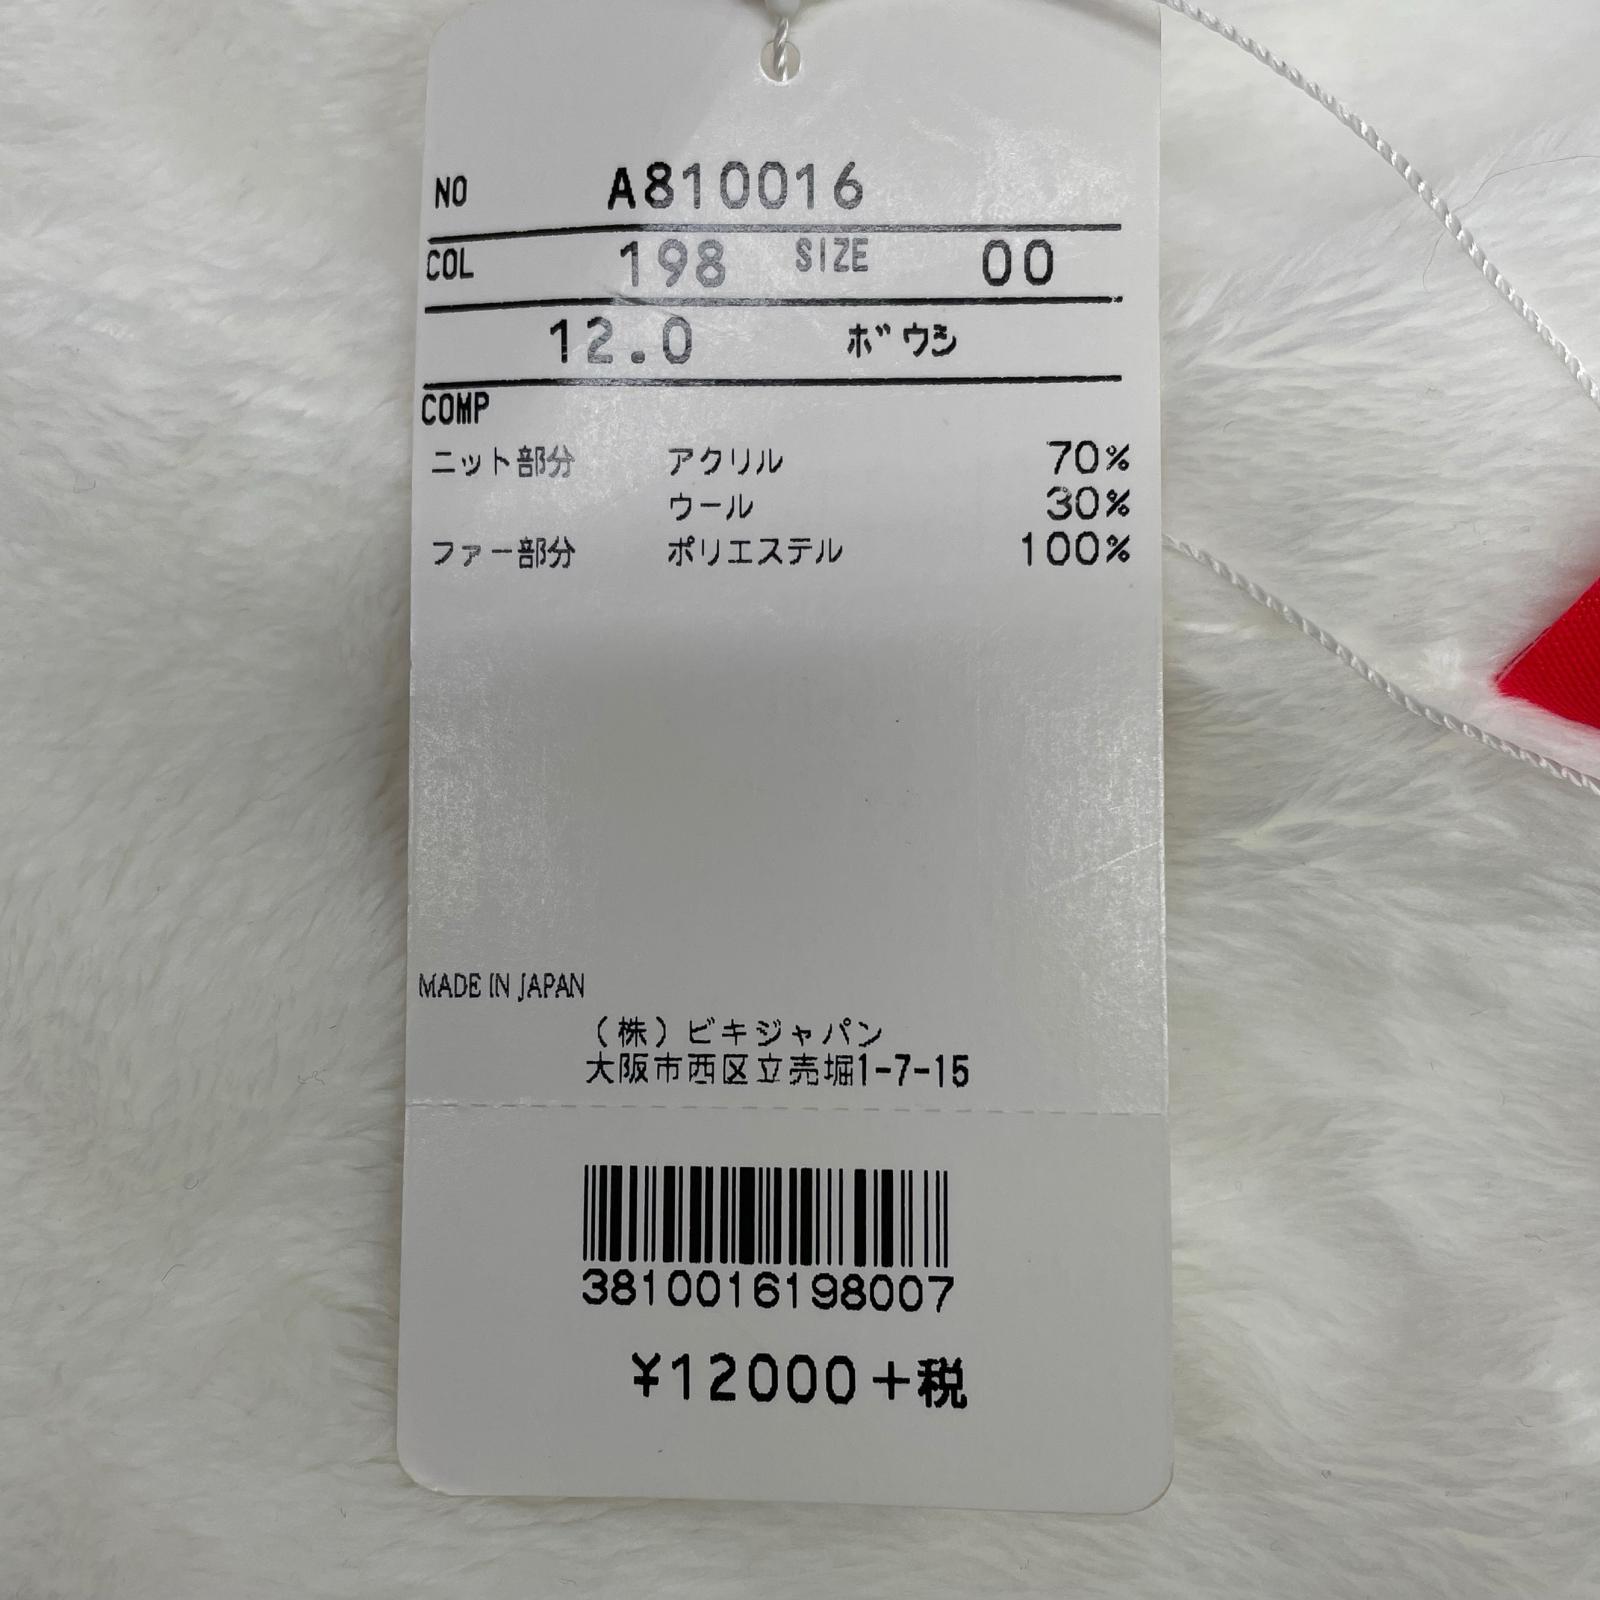 NO A810016
COL 198 SIZE 00
12.0 ボウシ
COMP
ニット部分 アクリル 70%
ウール 30%
ファー部分 ポリエステル 100%
MADE IN JAPAN
(株)ビキジャパン
大阪市西区立売堀1-7-15
3810016198007
¥12000+税